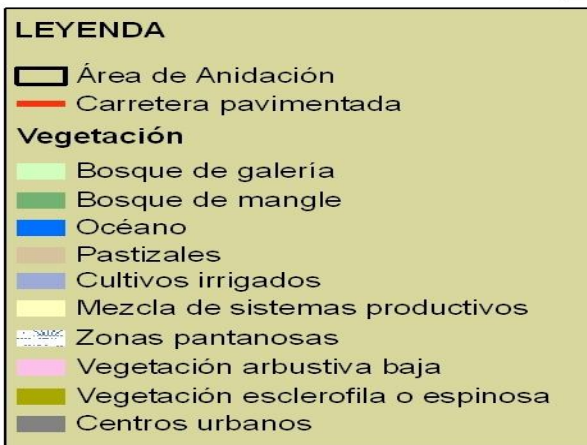 LEYENDA
Área de Anidación
Carretera pavimentada
Vegetación
Bosque de galería
Bosque de mangle
Océano
Pastizales
Cultivos irrigados
Mezcla de sistemas productivos
Zonas pantanosas
Vegetación arbustiva baja
Vegetación esclerofila o espinosa
Centros urbanos